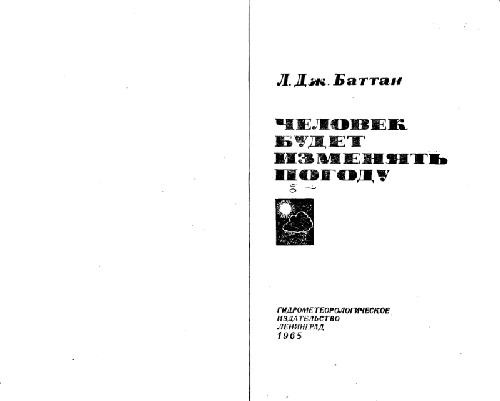 Л. Дж. Баттан
ЧЕЛОВЕК
БУДЕТ
ИЗМЕНЯТЬ
ПОГОДУ
ГИДРОМЕТЕОРОЛОГИЧЕСКОЕ
ИЗДАТЕЛЬСТВО
ЛЕНИНГРАД
1965